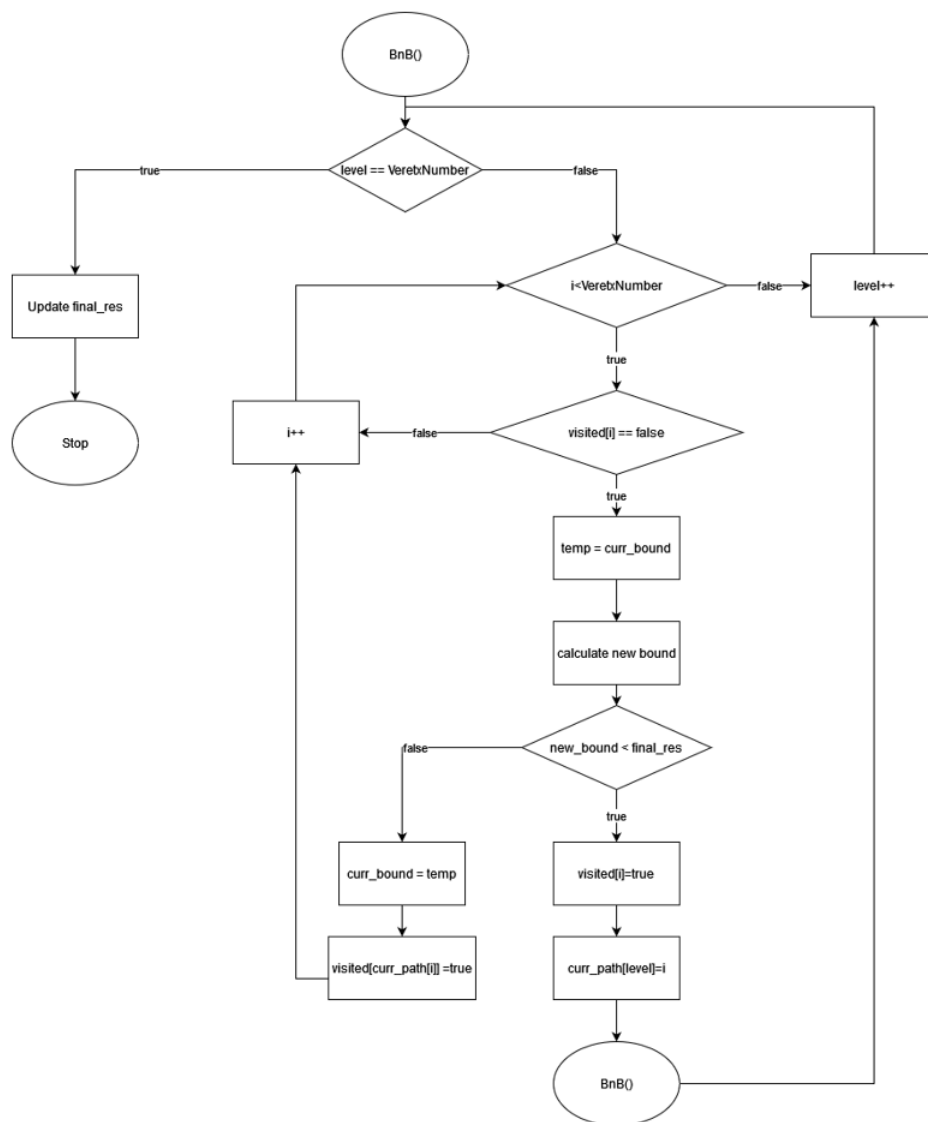 BnB()
level == VeretxNumber
true
false
i<VeretxNumber
false
level++
Update final_res
true
Stop
i++
false
visited[i] == false
true
temp = curr_bound
calculate new bound
new_bound < final_res
false
true
curr_bound = temp
visited[i]=true
visited[curr_path[i]] =true
curr_path[level]=i
BnB()